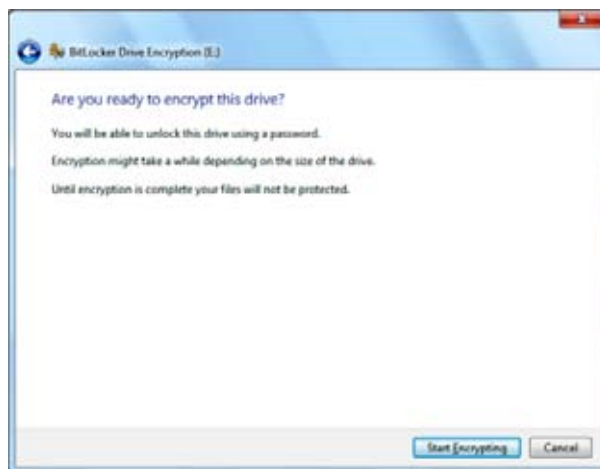 BitLocker Drive Encryption (E:)
Are you ready to encrypt this drive?
You will be able to unlock this drive using a password.
Encryption might take a while depending on the size of the drive.
Until encryption is complete your files will not be protected.
Start Encrypting Cancel